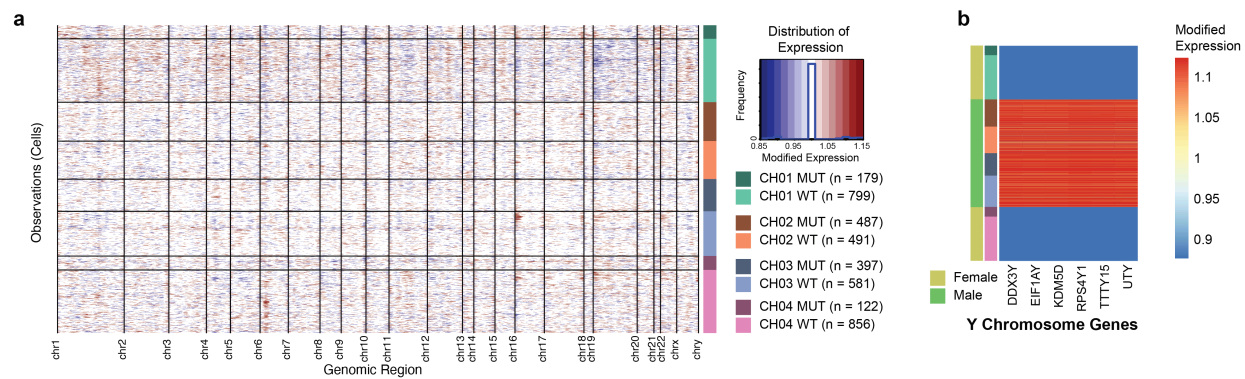 a
Observations (Cells)
chr1
chr2
chr3
chr4
chr5
chr6
chr7
chr8
chr9
chr10
chr11
chr12
chr13
chr14
chr15
chr16
chr17
chr18
chr19
chr20
chr21
chr22
chrx
chry
Genomic Region
Distribution of
Expression
Frequency
0
0.85
0.95
1.05
1.15
Modified Expression
CH01 MUT (n = 179)
CH01 WT (n = 799)
CH02 MUT (n = 487)
CH02 WT (n = 491)
CH03 MUT (n = 397)
CH03 WT (n = 581)
CH04 MUT (n = 122)
CH04 WT (n = 856)
b
Female
Male
DDX3Y
EIF1AY
KDM5D
RPS4Y1
TTTY15
UTY
Y Chromosome Genes
Modified
Expression
1.1
1.05
1
0.95
0.9